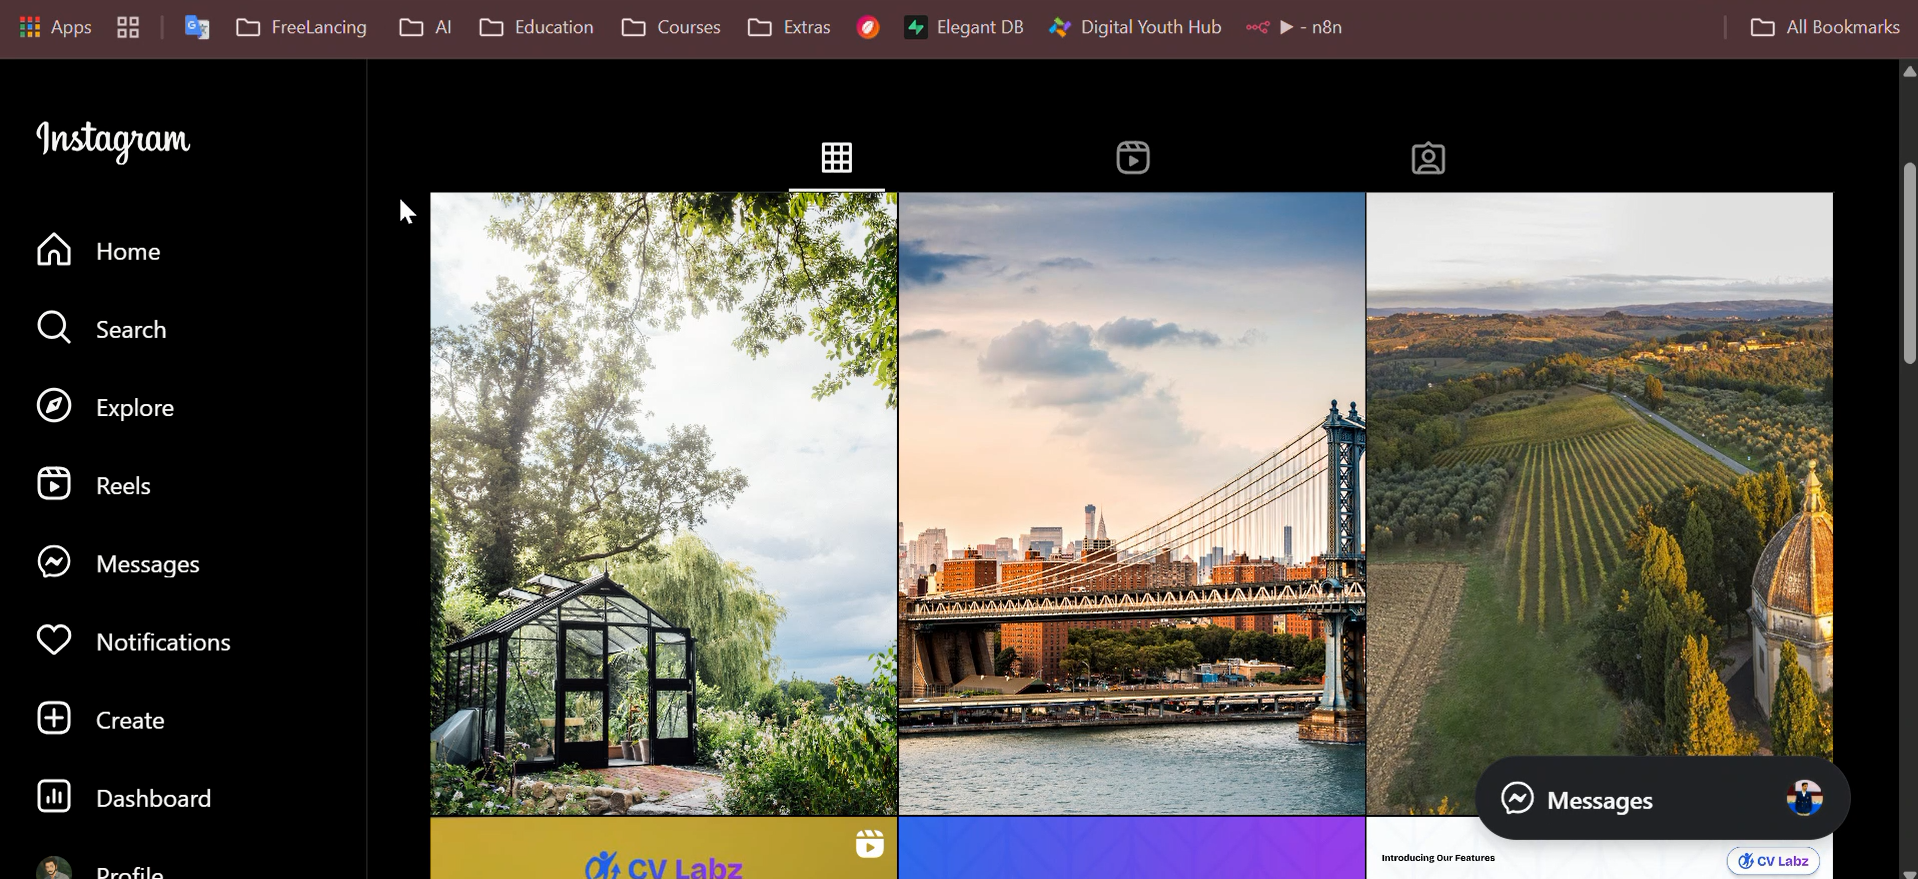 Apps
FreeLancing
AI
Education
Courses
Extras
Elegant DB
Digital Youth Hub
▶ - n8n
All Bookmarks
Instagram
Home
Search
Explore
Reels
Messages
Notifications
Create
Dashboard
Profile
Messages
CV Labz
Introducing Our Features
CV Labz